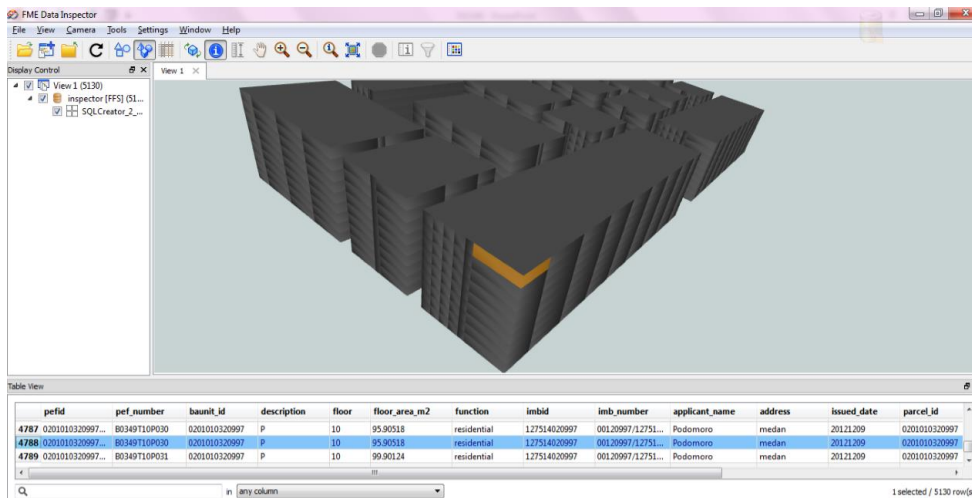 FME Data Inspector
File View Camera Tools Settings Window Help
Display Control
View 1
View 1 (5130)
inspector [FFS] (51...
SQLCreator_2_...
Table View
pefid pef_number baunit_id description floor floor_area_m2 function imbid imb_number applicant_name address issued_date parcel_id
4787 0201010320997... B0349T10P030 0201010320997 P 10 95.90518 residential 127514020997 00120997/12751... Podomoro medan 20121209 0201010320997
4788 0201010320997... B0349T10P030 0201010320997 P 10 95.90518 residential 127514020997 00120997/12751... Podomoro medan 20121209 0201010320997
4789 0201010320997... B0349T10P031 0201010320997 P 10 99.90124 residential 127514020997 00120997/12751... Podomoro medan 20121209 0201010320997
in any column
1 selected / 5130 row(s